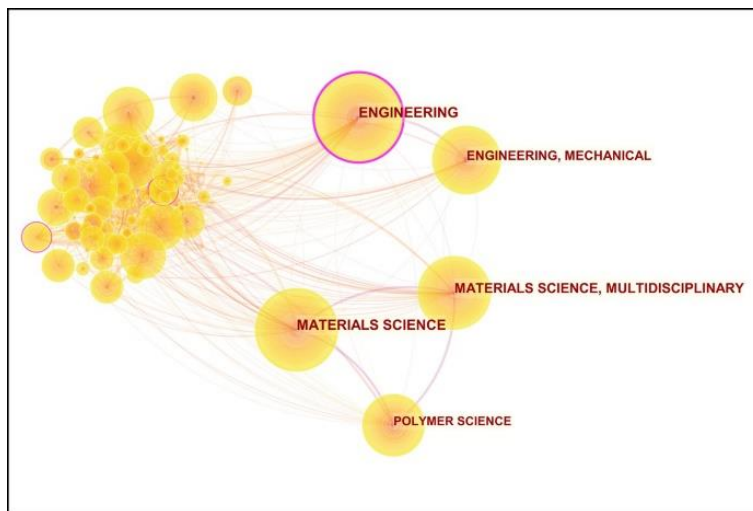 ENGINEERING
ENGINEERING, MECHANICAL
MATERIALS SCIENCE, MULTIDISCIPLINARY
MATERIALS SCIENCE
POLYMER SCIENCE